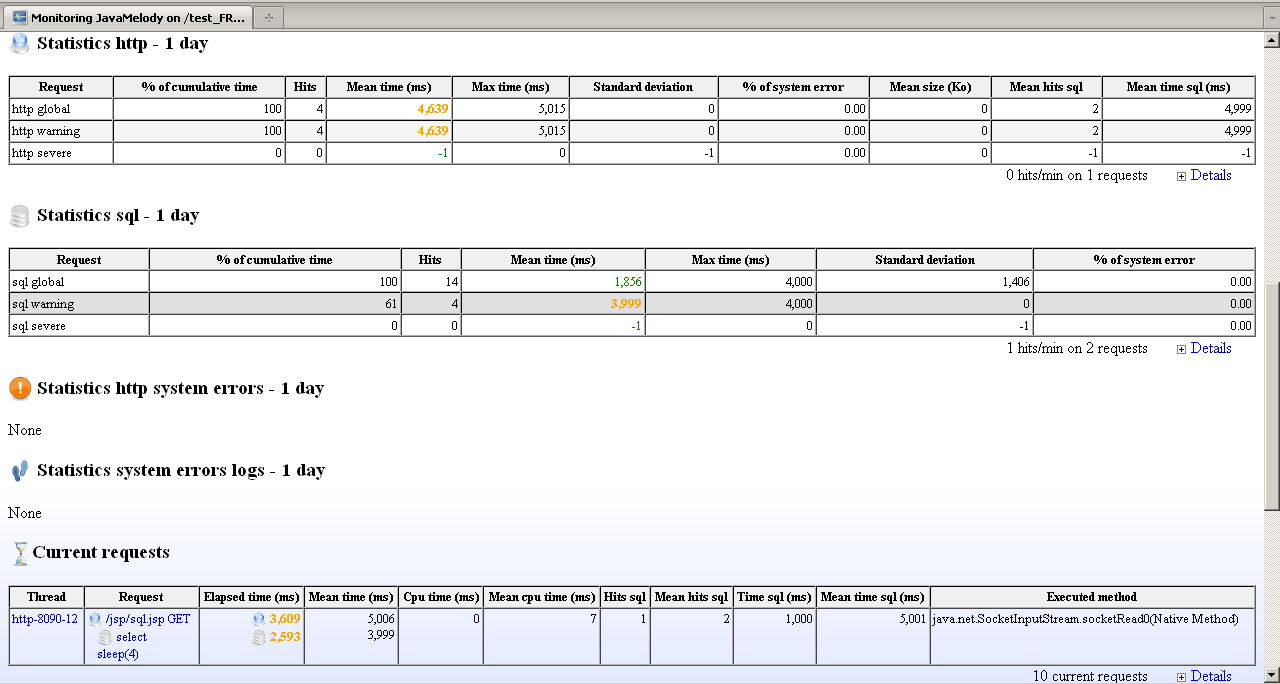 Monitoring JavaMelody on /test_FR...
Statistics http - 1 day
Request % of cumulative time Hits Mean time (ms) Max time (ms) Standard deviation % of system error Mean size (Ko) Mean hits sql Mean time sql (ms)
http global 100 4 4,639 5,015 0 0.00 0 2 4,999
http warning 100 4 4,639 5,015 0 0.00 0 2 4,999
http severe 0 0 -1 0 -1 0.00 0 -1 -1
0 hits/min on 1 requests Details
Statistics sql - 1 day
Request % of cumulative time Hits Mean time (ms) Max time (ms) Standard deviation % of system error
sql global 100 14 1,856 4,000 1,406 0.00
sql warning 61 4 3,999 4,000 0 0.00
sql severe 0 0 -1 0 -1 0.00
1 hits/min on 2 requests Details
Statistics http system errors - 1 day
None
Statistics system errors logs - 1 day
None
Current requests
Thread Request Elapsed time (ms) Mean time (ms) Cpu time (ms) Mean cpu time (ms) Hits sql Mean hits sql Time sql (ms) Mean time sql (ms) Executed method
http-8090-12 /jsp/sql.jsp GET 3,609 5,006 0 7 1 2 1,000 5,001 java.net.SocketInputStream.socketRead0(Native Method)
select 2,593 3,999
sleep(4)
10 current requests Details